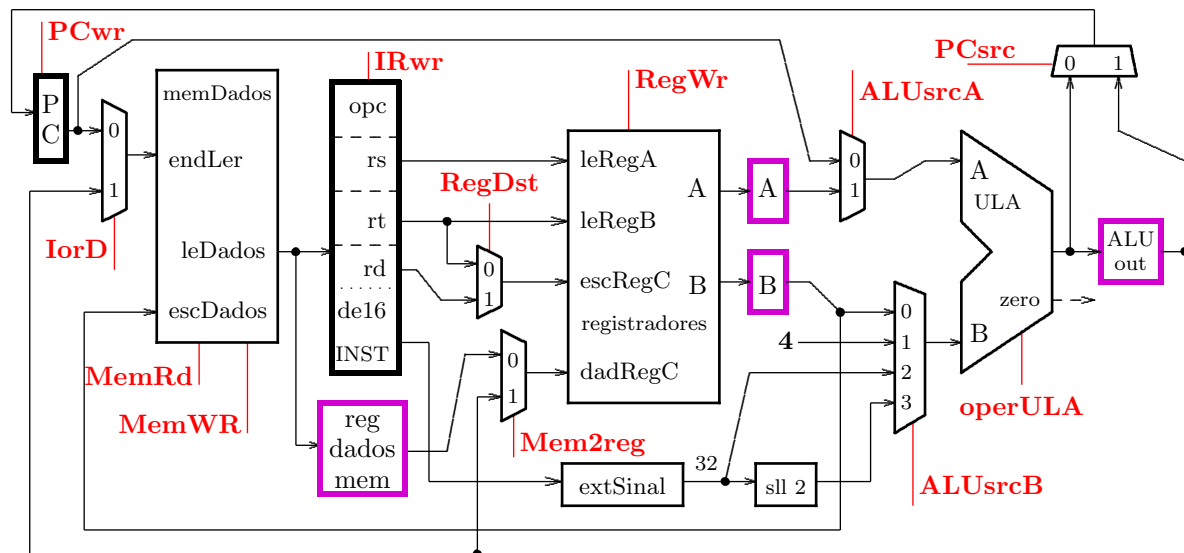 PCwr
P
C
0
1
IorD
memDados
endLer
leDados
escDados
MemRd
MemWR
IRwr
opc
rs
rt
rd
de16
INST
reg
dados
mem
RegDst
0
1
0
1
Mem2reg
RegWr
leRegA
leRegB
escRegC
registradores
dadRegC
A
B
A
B
extSinal
32
sll 2
4
ALUsrcA
0
1
0
1
2
3
ALUsrcB
A
ULA
zero
B
operULA
PCsrc
0 1
ALU
out